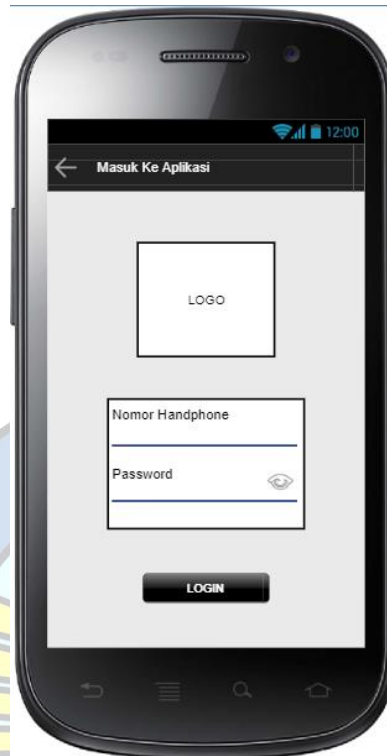 12:00
Masuk Ke Aplikasi
LOGO
Nomor Handphone
Password
LOGIN